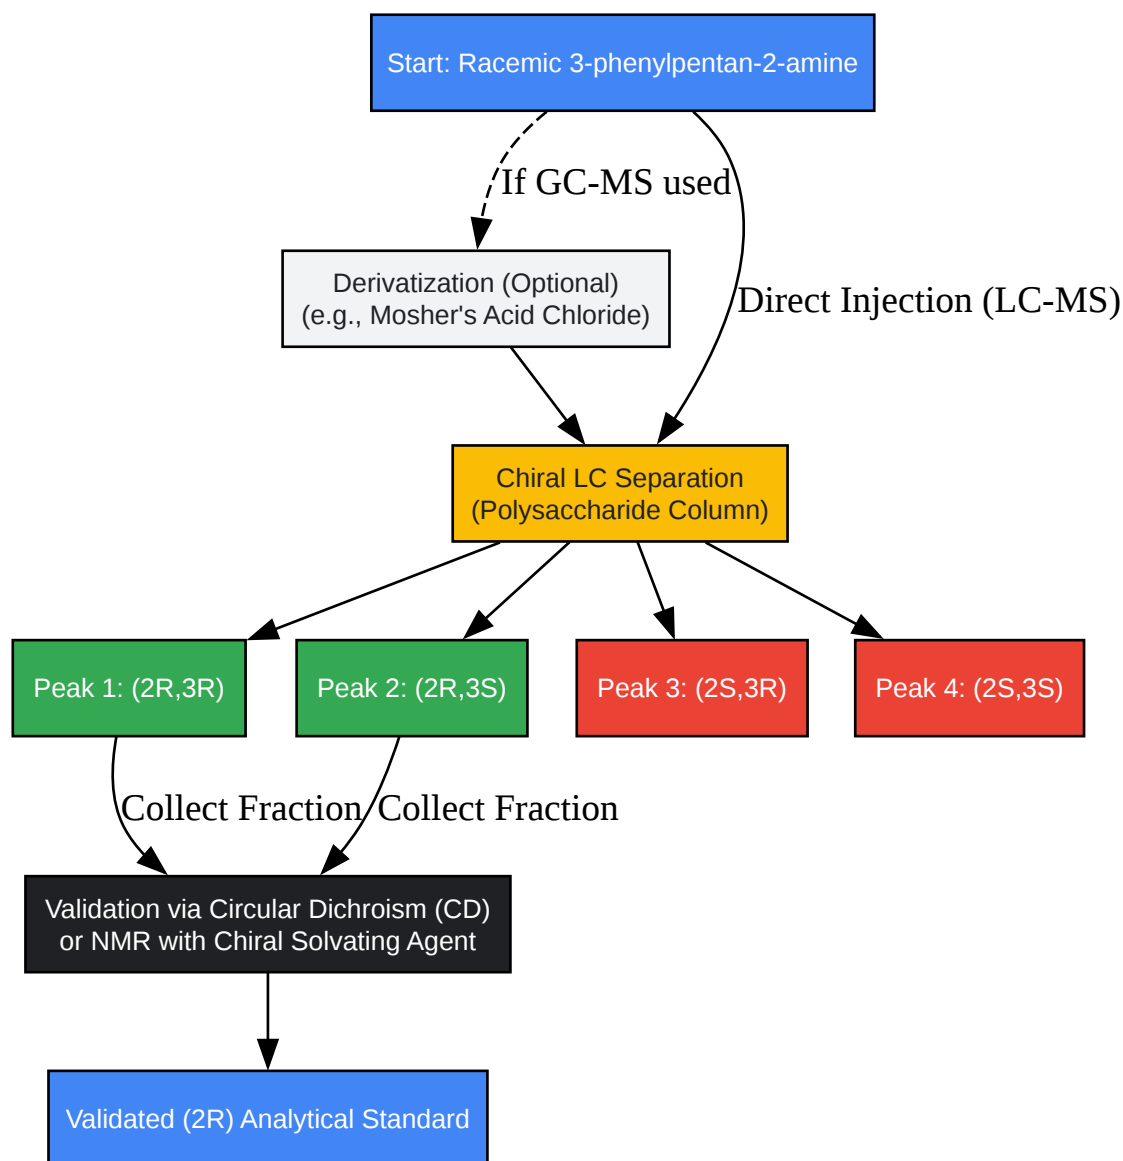 Start: Racemic 3-phenylpentan-2-amine
If GC-MS used
Derivatization (Optional)
(e.g., Mosher's Acid Chloride)
Direct Injection (LC-MS)
Chiral LC Separation
(Polysaccharide Column)
Peak 1: (2R,3R)
Peak 2: (2R,3S)
Peak 3: (2S,3R)
Peak 4: (2S,3S)
Collect Fraction
Collect Fraction
Validation via Circular Dichroism (CD)
or NMR with Chiral Solvating Agent
Validated (2R) Analytical Standard